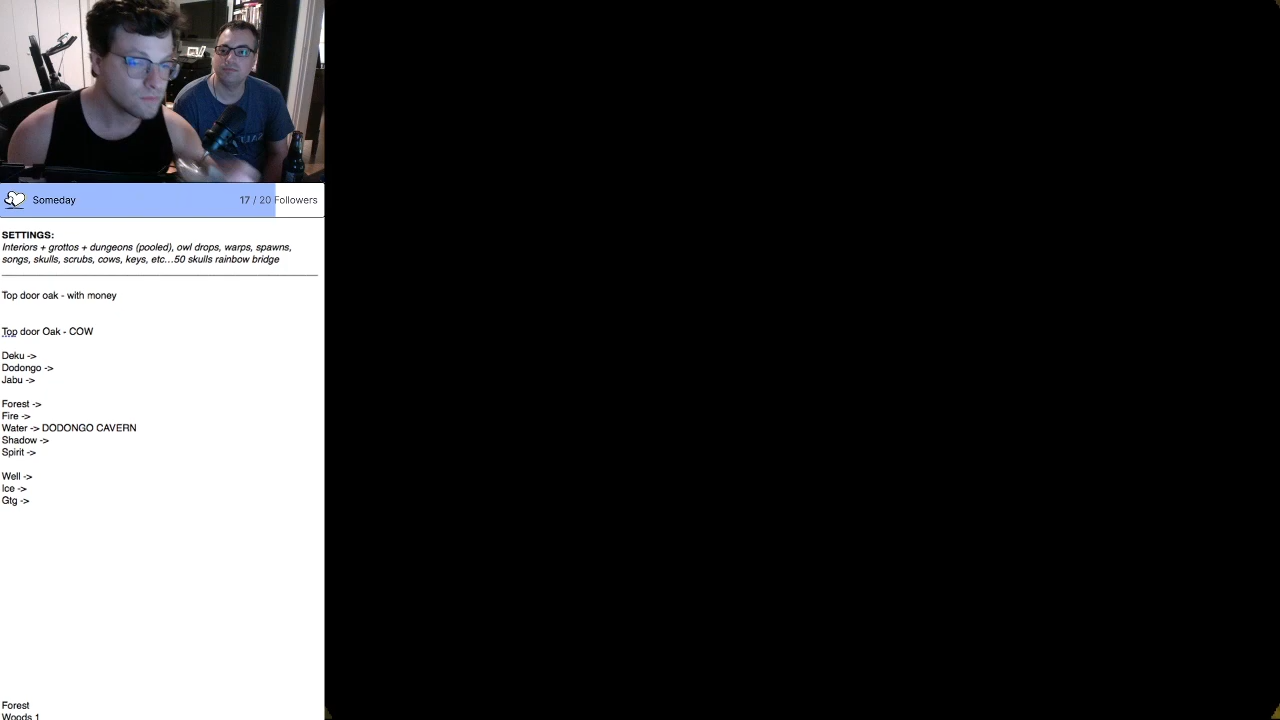 Someday
17 / 20 Followers
SETTINGS:
Interiors + grottos + dungeons (pooled), owl drops, warps, spawns,
songs, skulls, scrubs, cows, keys, etc...50 skulls rainbow bridge
Top door oak - with money
Top door Oak - COW
Deku ->
Dodongo ->
Jabu ->
Forest ->
Fire ->
Water -> DODONGO CAVERN
Shadow ->
Spirit ->
Well ->
Ice ->
Gtg ->
Forest
Woods 1